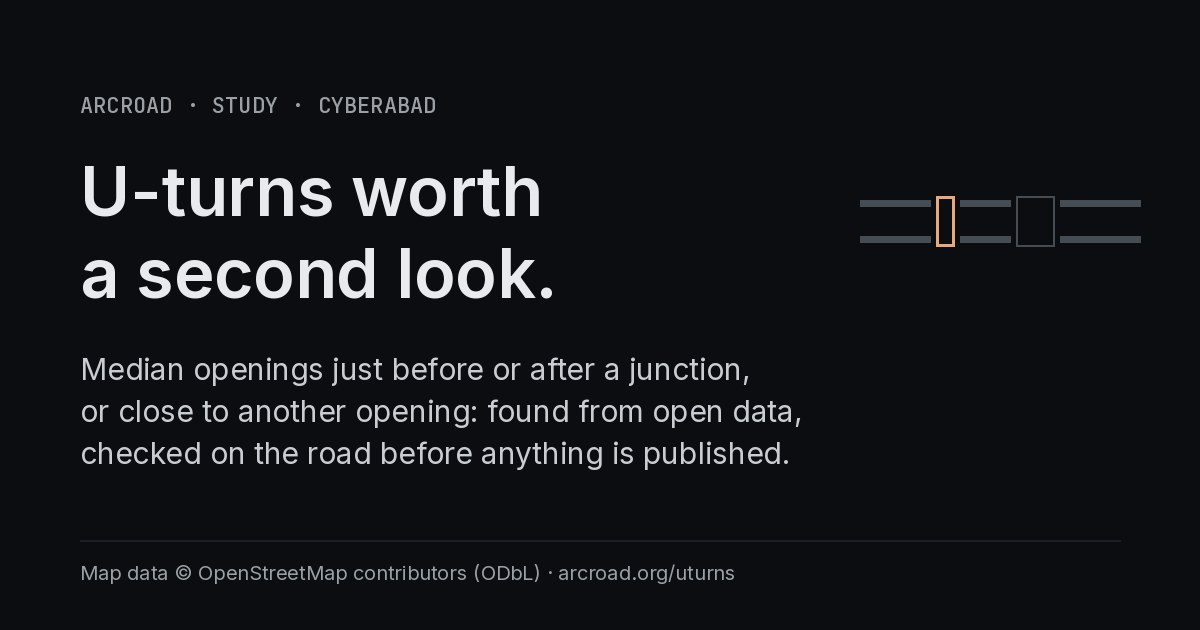 ARCROAD · STUDY · CYBERABAD
U-turns worth
a second look.
Median openings just before or after a junction,
or close to another opening: found from open data,
checked on the road before anything is published.
Map data © OpenStreetMap contributors (ODbL) · arcroad.org/uturns